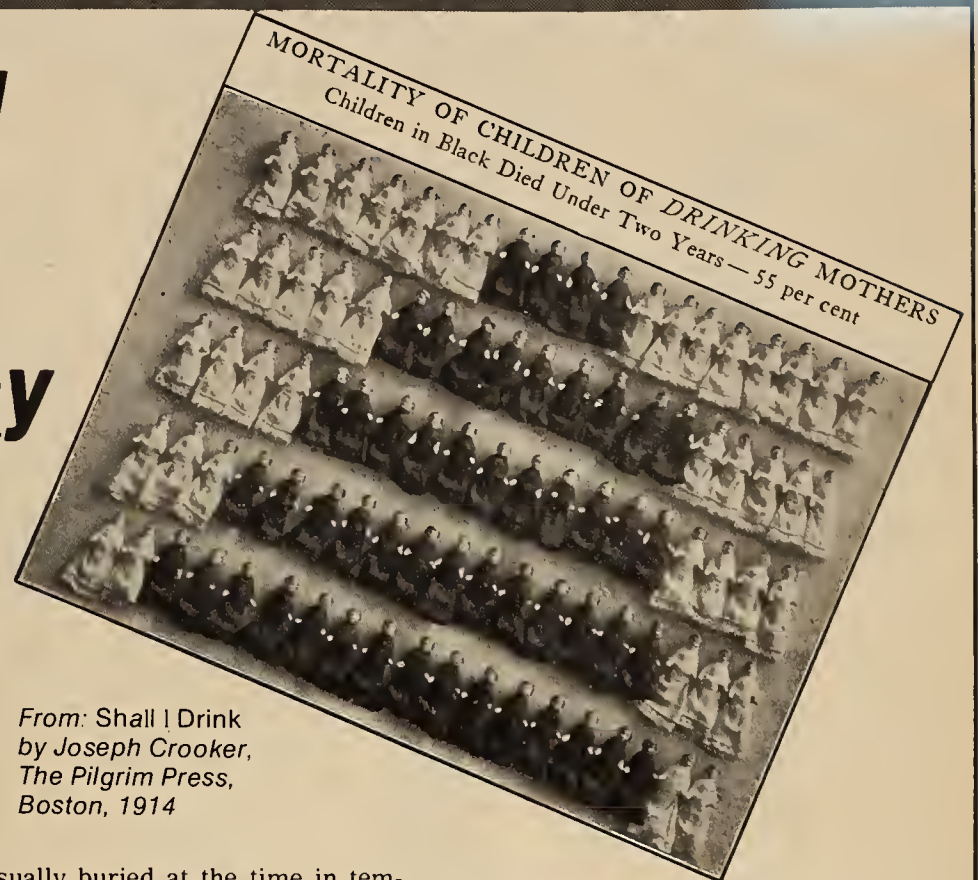 MORTALITY OF CHILDREN OF DRINKING MOTHERS
Children in Black Died Under Two Years — 55 per cent
From: Shall I Drink
by Joseph Crooker,
The Pilgrim Press,
Boston, 1914
sually buried at the time in tem-